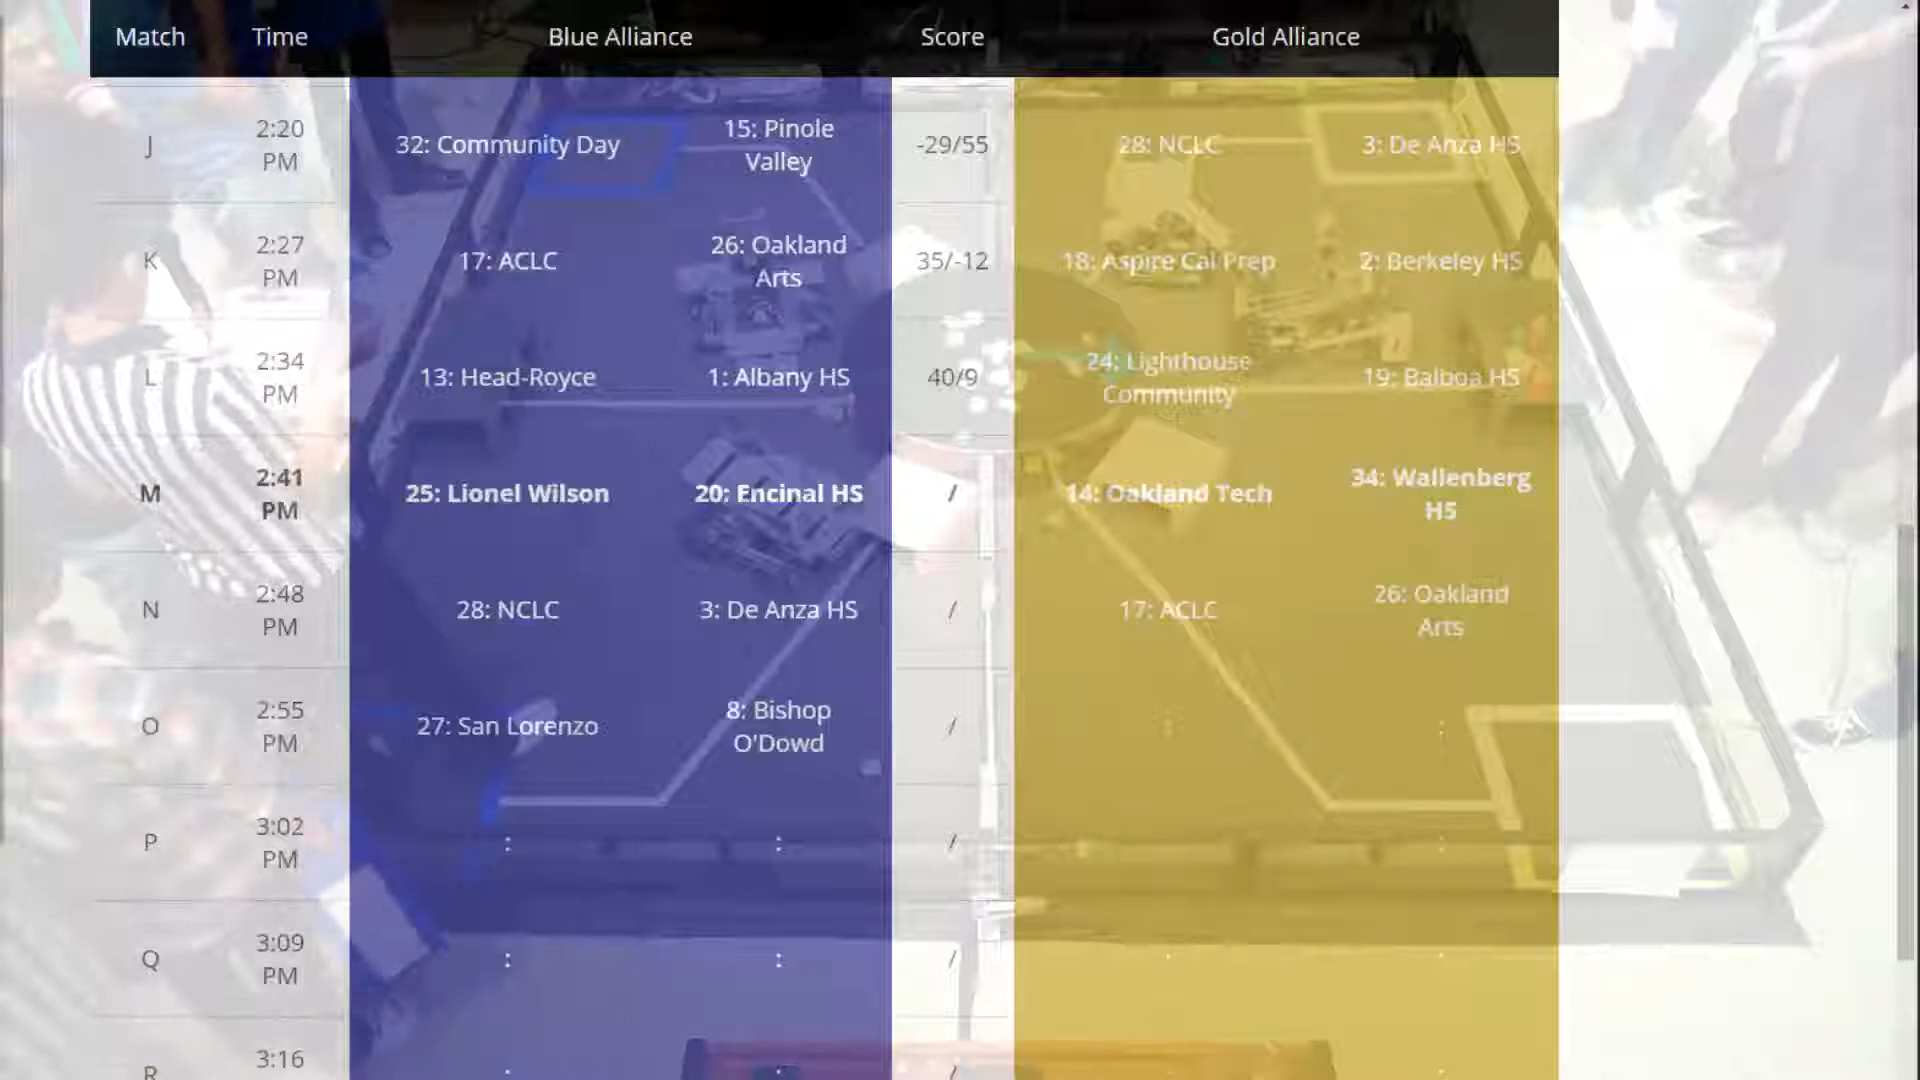 Match Time Blue Alliance Score Gold Alliance
J 2:20 PM 32: Community Day 15: Pinole Valley -29/55 28: NCLC 3: De Anza HS
K 2:27 PM 17: ACLC 26: Oakland Arts 35/-12 18: Aspire Cal Prep 2: Berkeley HS
L 2:34 PM 13: Head-Royce 1: Albany HS 40/9 24: Lighthouse Community 19: Balboa HS
M 2:41 PM 25: Lionel Wilson 20: Encinal HS / 14: Oakland Tech 34: Wallenberg HS
N 2:48 PM 28: NCLC 3: De Anza HS / 17: ACLC 26: Oakland Arts
O 2:55 PM 27: San Lorenzo 8: Bishop O'Dowd / : :
P 3:02 PM : : / : :
Q 3:09 PM : : / : :
R 3:16 : : / : :